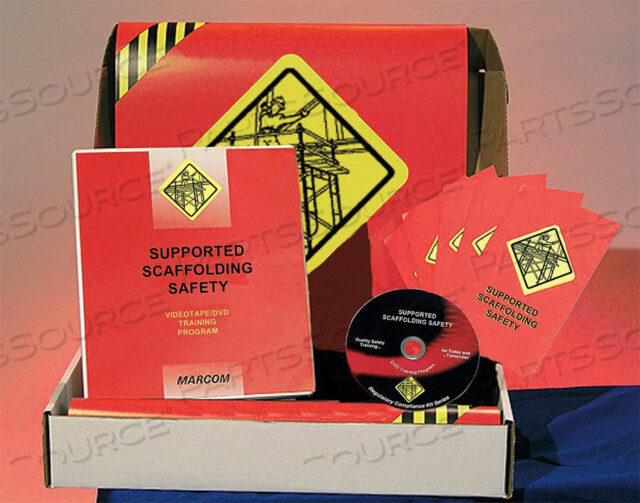 SUPPORTED
SCAFFOLDING
SAFETY
VIDEOTAPE/DVD
TRAINING
PROGRAM
MARCOM
SUPPORTED
SCAFFOLDING SAFETY
Quality Safety
Training...
for Today and
...Tomorrow!
DVD Training Program
Regulatory Compliance Kit Series
SUPPORTED
SCAFFOLDING
SAFETY
PARTSSOURCE